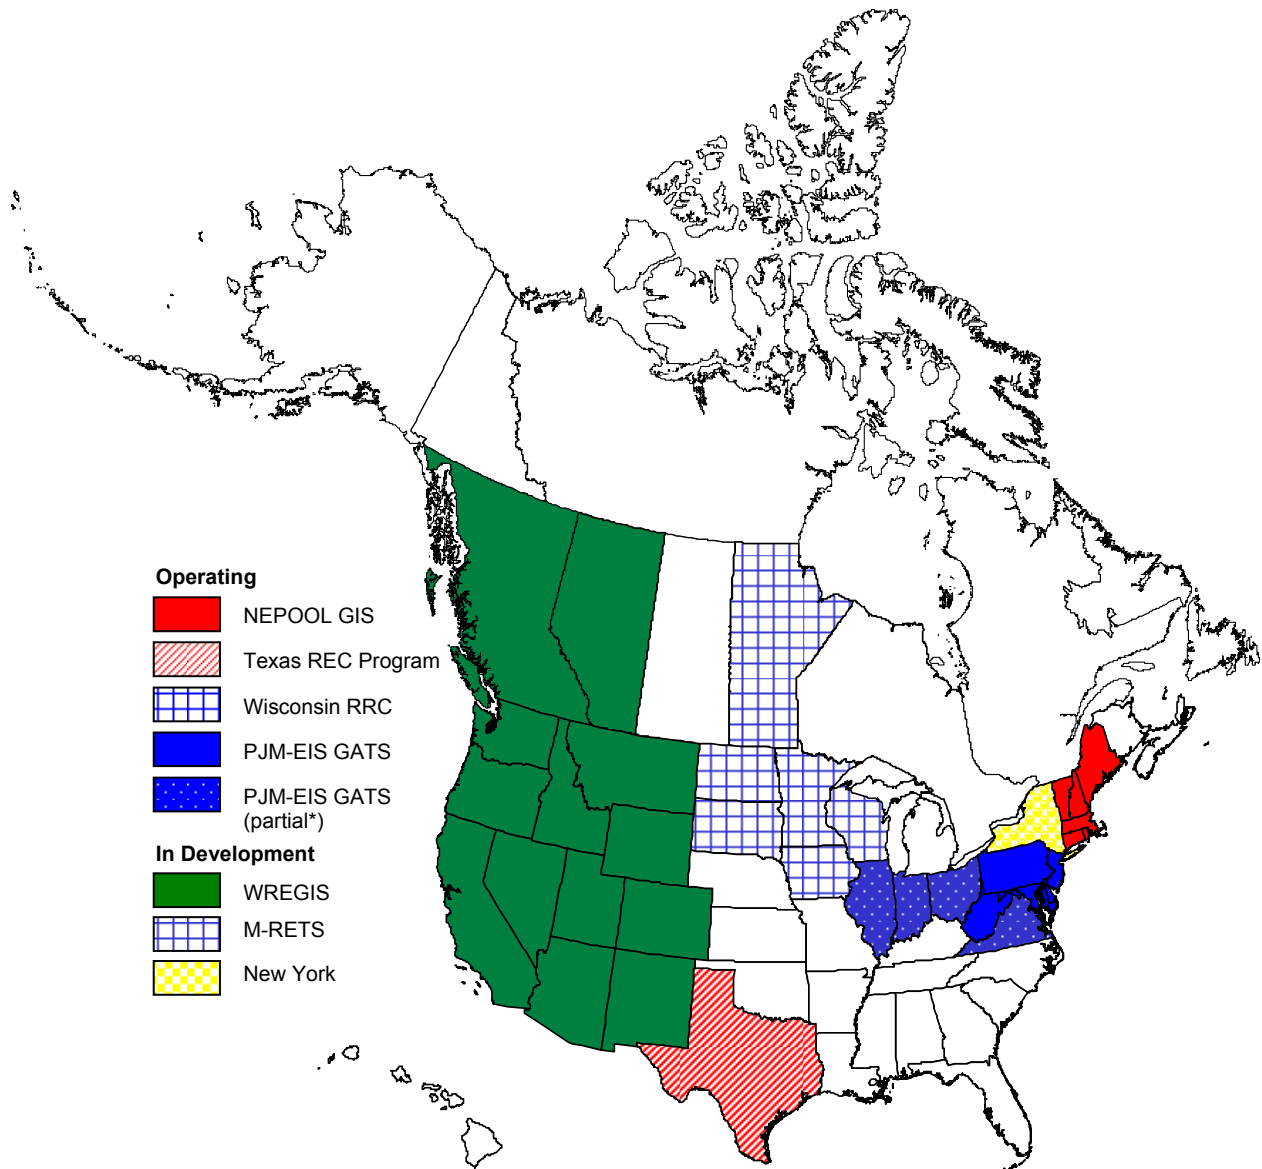 Operating
NEPOOL GIS
Texas REC Program
Wisconsin RRC
PJM-EIS GATS
PJM-EIS GATS
(partial*)
In Development
WREGIS
M-RETS
New York